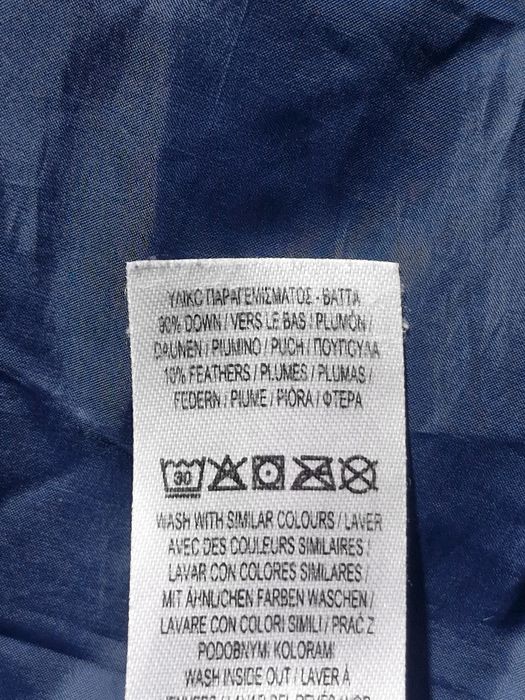 ΥΛΙΚΟ ΠΑΡΑΓΕΜΙΣΜΑΤΟΣ - ΒΑΤΤΑ
90% DOWN / VERS LE BAS / PLUMÓN /
DAUNEN / PIUMINO / PUCH / ΠΟΥΠΟΥΛΑ
10% FEATHERS / PLUMES / PLUMAS /
FEDERN / PIUME / PIÓRA / ΦΤΕΡΑ
30
WASH WITH SIMILAR COLOURS / LAVER
AVEC DES COULEURS SIMILAIRES /
LAVAR CON COLORES SIMILARES /
MIT ÄHNLICHEN FARBEN WASCHEN /
LAVARE CON COLORI SIMILI / PRAĆ Z
PODOBNYMI KOLORAMI
WASH INSIDE OUT / LAVER À